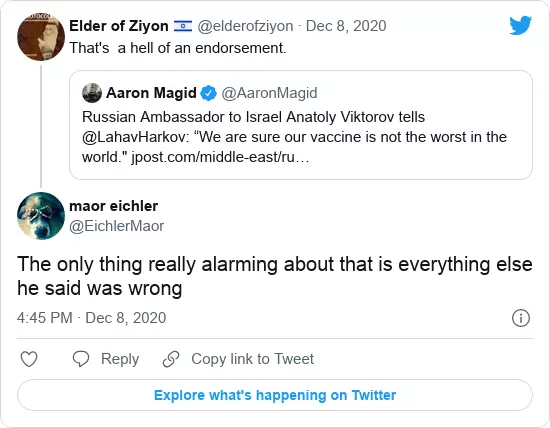 Elder of Ziyon 🇮🇱 @elderofziyon · Dec 8, 2020
That's  a hell of an endorsement.
Aaron Magid @AaronMagid
Russian Ambassador to Israel Anatoly Viktorov tells
@LahavHarkov: “We are sure our vaccine is not the worst in the
world." jpost.com/middle-east/ru…
maor eichler
@EichlerMaor
The only thing really alarming about that is everything else
he said was wrong
4:45 PM · Dec 8, 2020
Reply
Copy link to Tweet
Explore what's happening on Twitter